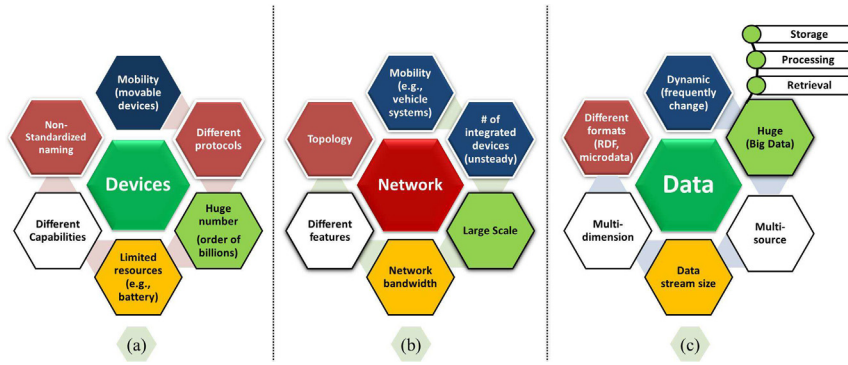 Mobility
(movable
devices)
Non-
Standardized
naming
Different
protocols
Devices
Different
Capabilities
Huge
number
(order of
billions)
Limited
resources
(e.g.,
battery)
(a)
Mobility
(e.g.,
vehicle
systems)
Topology
# of
integrated
devices
(unsteady)
Network
Different
features
Large Scale
Network
bandwidth
(b)
Storage
Processing
Retrieval
Dynamic
(frequently
change)
Different
formats
(RDF,
microdata)
Huge
(Big Data)
Data
Multi-
dimension
Multi-
source
Data
stream size
(c)